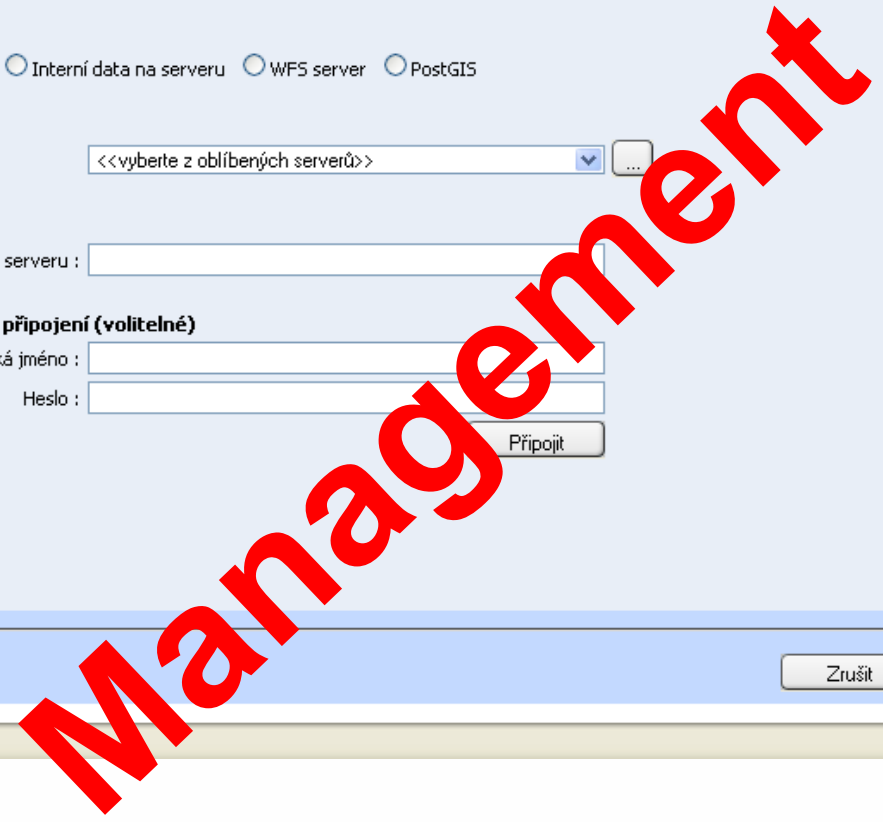 Interní data na serveru WFS server PostGIS
<<vyberte z oblíbených serverů>> ...
serveru :
připojení (volitelné)
ká jméno :
Heslo :
Připojit
Zrušit
Management